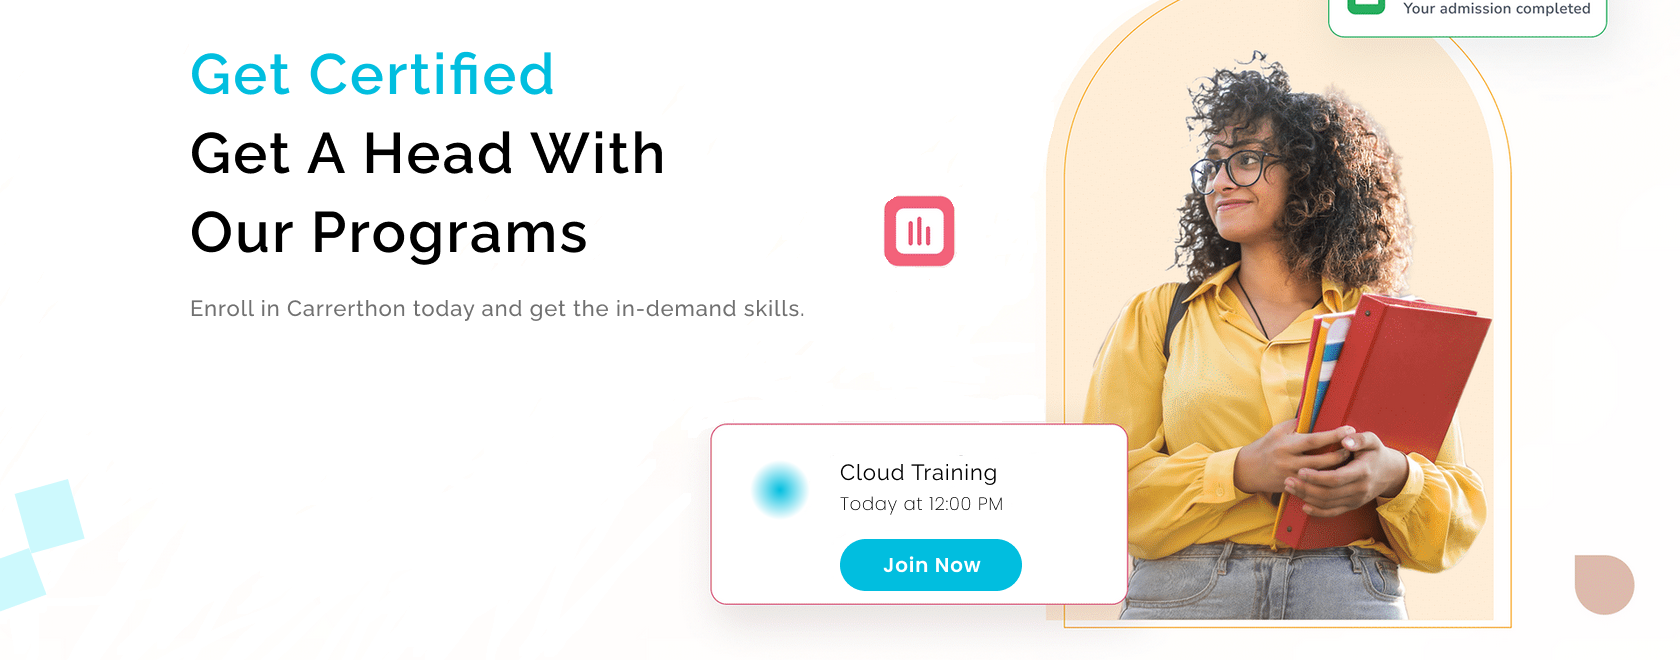 Your admission completed
Get Certified
Get A Head With
Our Programs
Enroll in Carrerthon today and get the in-demand skills.
Cloud Training
Today at 12:00 PM
Join Now